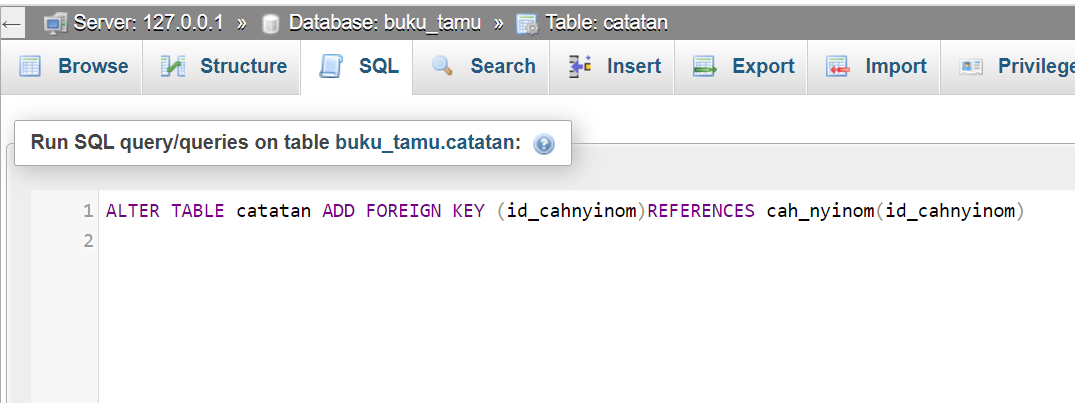 ← Server: 127.0.0.1 » Database: buku_tamu » Table: catatan
Browse Structure SQL Search Insert Export Import Privilege
Run SQL query/queries on table buku_tamu.catatan:
1 ALTER TABLE catatan ADD FOREIGN KEY (id_cahnyinom)REFERENCES cah_nyinom(id_cahnyinom)
2